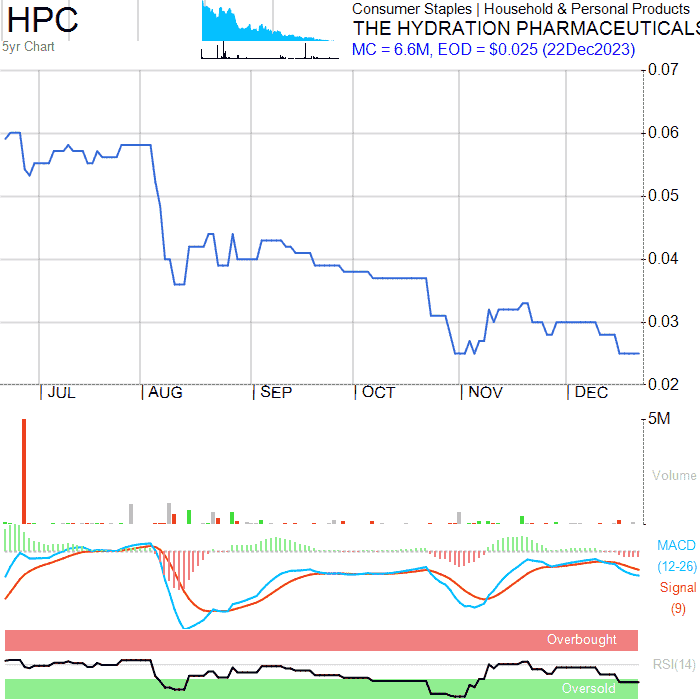 HPC
5yr Chart
Consumer Staples | Household & Personal Products
THE HYDRATION PHARMACEUTICALS
MC = 6.6M, EOD = $0.025 (22Dec2023)
0.07
0.06
0.05
0.04
0.03
0.02
JUL AUG SEP OCT NOV DEC
5M
Volume
MACD
(12-26)
Signal
(9)
Overbought
RSI(14)
Oversold